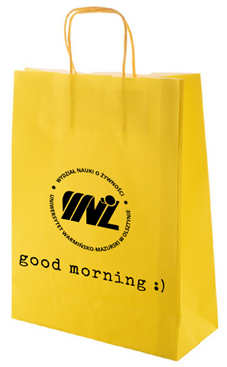 WYDZIAŁ NAUKI O ŻYWNOŚCI
WNŻ
UNIWERSYTET WARMIŃSKO-MAZURSKI W OLSZTYNIE
good morning :)